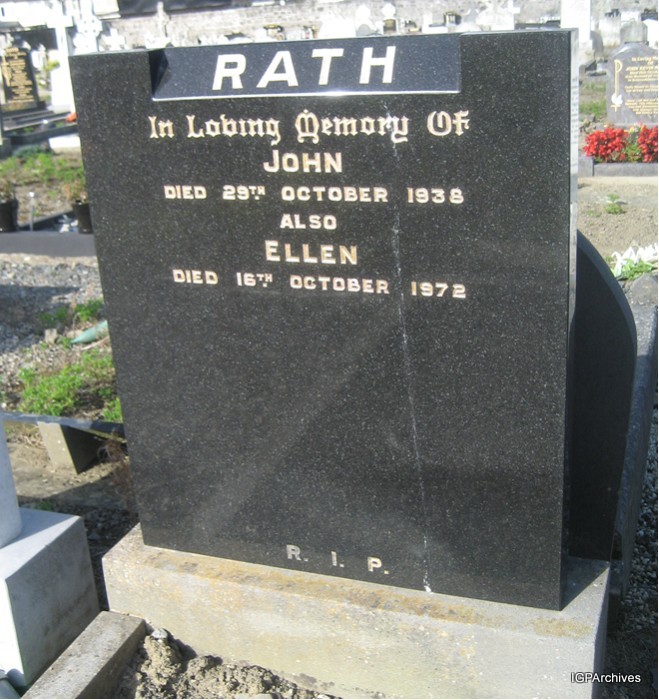 RATH
In Loving Memory Of
JOHN
DIED 29TH. OCTOBER 1938
ALSO
ELLEN
DIED 16TH OCTOBER 1972
R. I. P.
IGPArchives